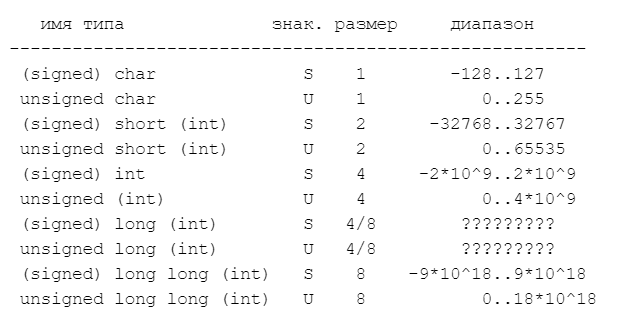 имя типа знак. размер диапазон
----------------------------------------------------------
(signed) char S 1 -128..127
unsigned char U 1 0..255
(signed) short (int) S 2 -32768..32767
unsigned short (int) U 2 0..65535
(signed) int S 4 -2*10^9..2*10^9
unsigned (int) U 4 0..4*10^9
(signed) long (int) S 4/8 ?????????
unsigned long (int) U 4/8 ?????????
(signed) long long (int) S 8 -9*10^18..9*10^18
unsigned long long (int) U 8 0..18*10^18